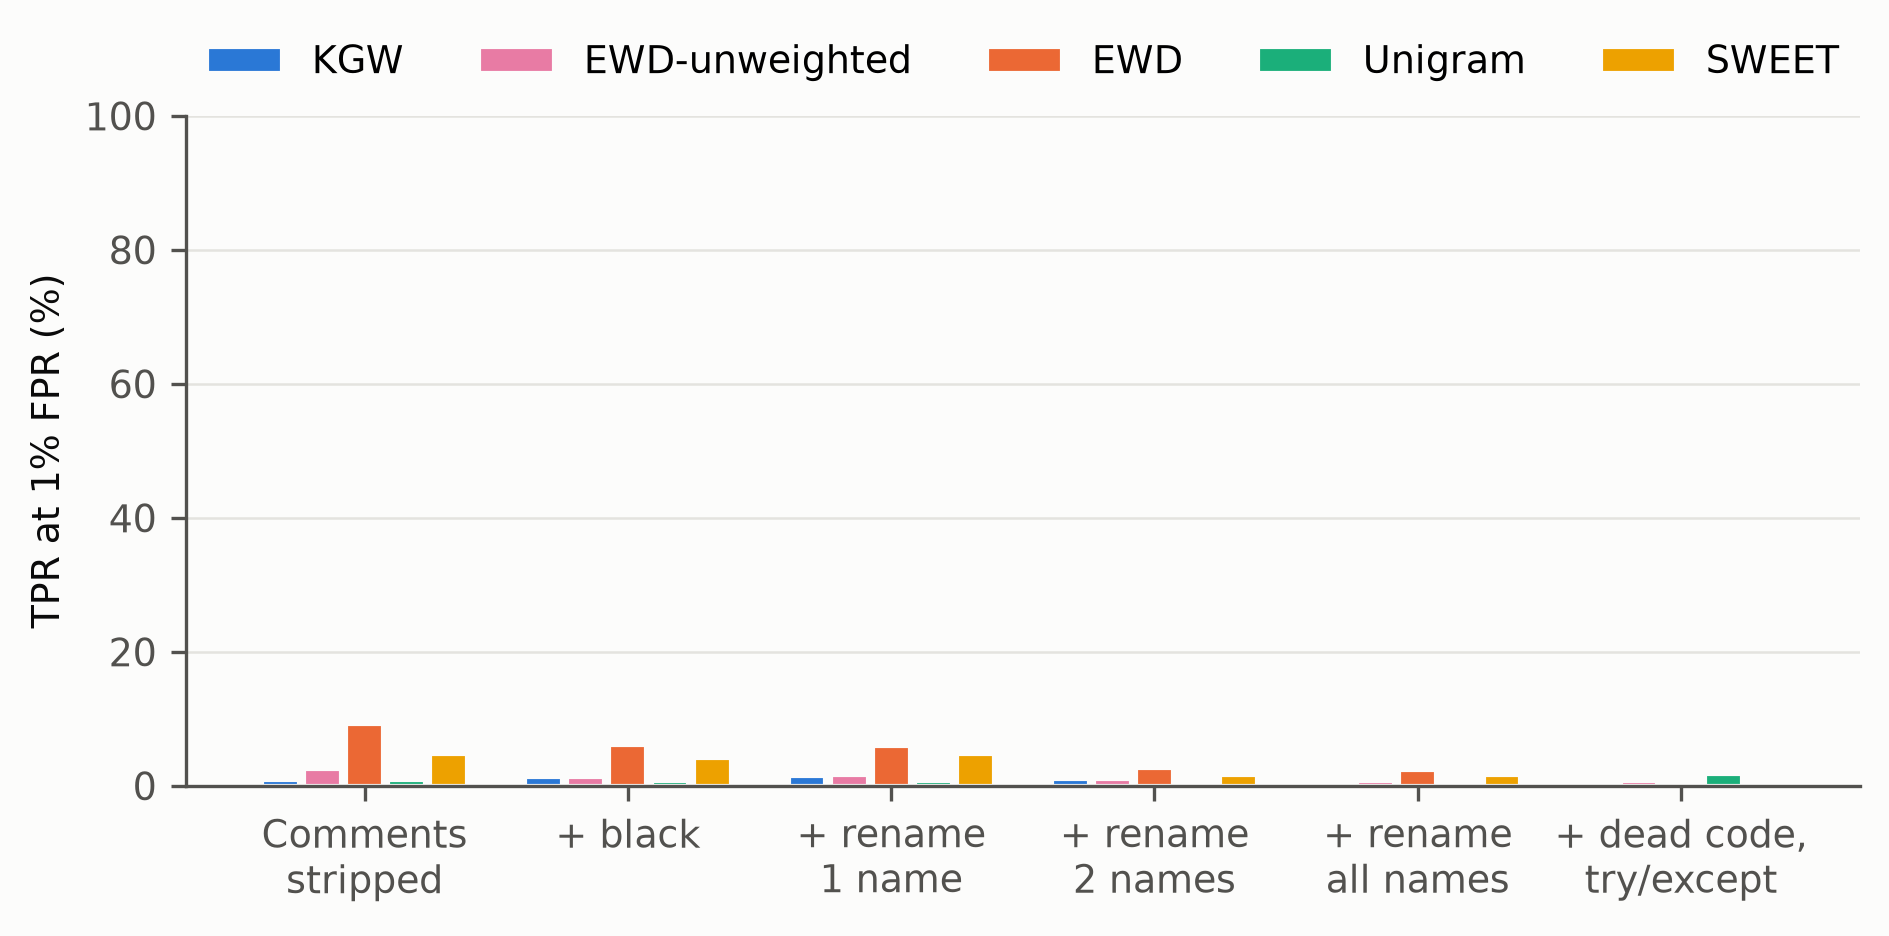 KGW EWD-unweighted EWD Unigram SWEET
TPR at 1% FPR (%)
100
80
60
40
20
0
Comments
stripped
+ black
+ rename
1 name
+ rename
2 names
+ rename
all names
+ dead code,
try/except